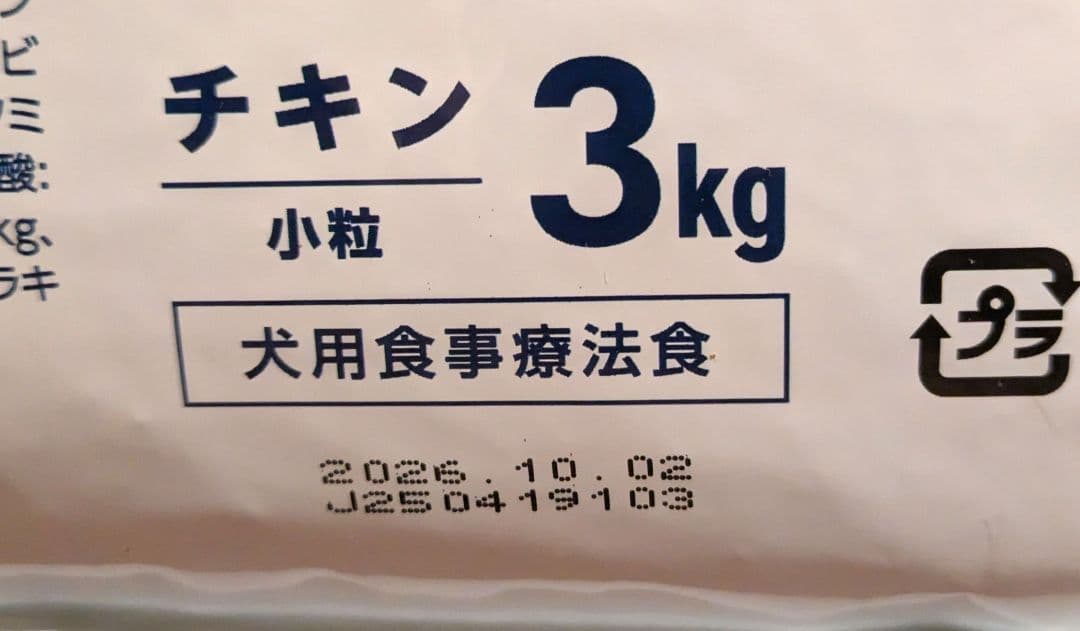 ビ
ミ
酸:
kg、
ラキ
チキン
小粒
3kg
犬用食事療法食
プラ
2026.10.02
J250419103